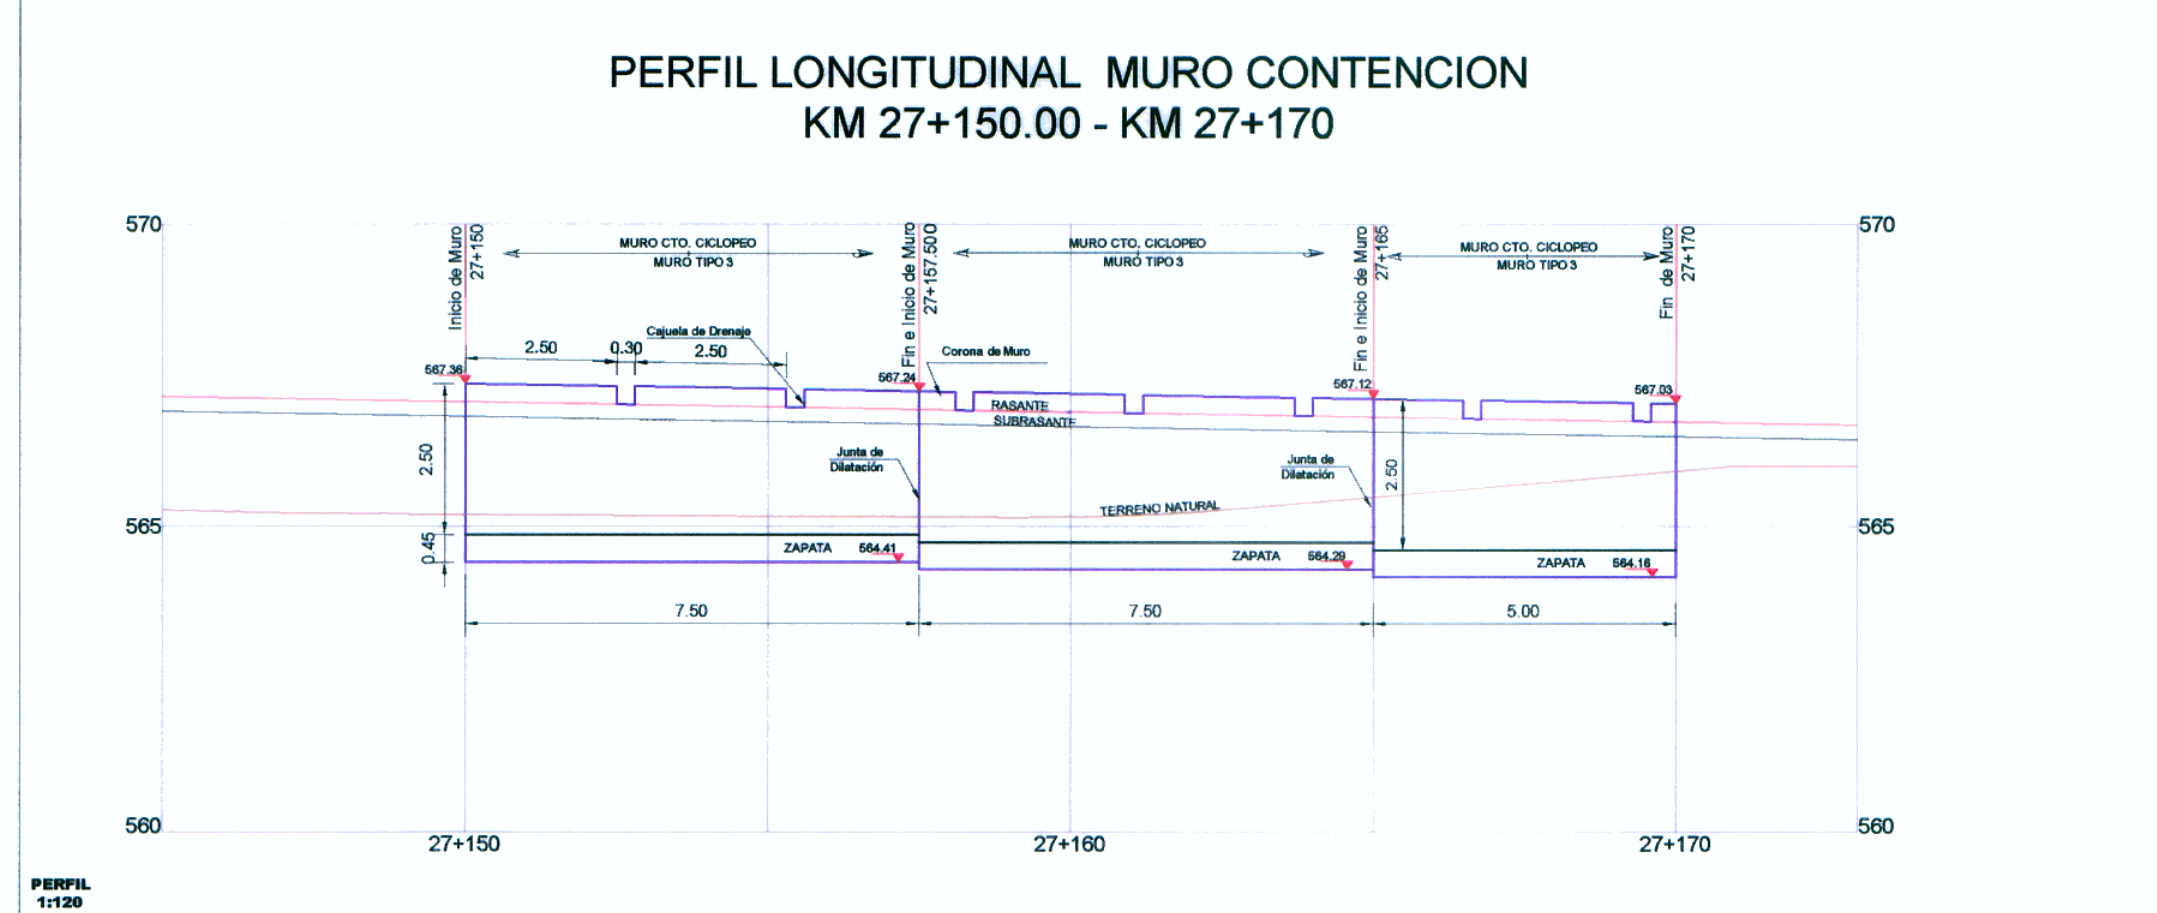 PERFIL LONGITUDINAL MURO CONTENCION
KM 27+150.00 - KM 27+170
570
570
Inicio de Muro
27+150
MURO CTO. CICLOPEO
MURO TIPO 3
Fin e Inicio de Muro
27+157.500
MURO CTO. CICLOPEO
MURO TIPO 3
Fin e Inicio de Muro
27+165
MURO CTO. CICLOPEO
MURO TIPO 3
Fin de Muro
27+170
Cajuela de Drenaje
2.50
0.30
2.50
Corona de Muro
567.36
567.24
567.12
567.03
RASANTE
SUBRASANTE
2.50
Junta de
Dilatación
Junta de
Dilatación
2.50
TERRENO NATURAL
565
565
0.45
ZAPATA
564.41
ZAPATA
564.29
ZAPATA
564.16
7.50
7.50
5.00
560
560
27+150
27+160
27+170
PERFIL
1:120